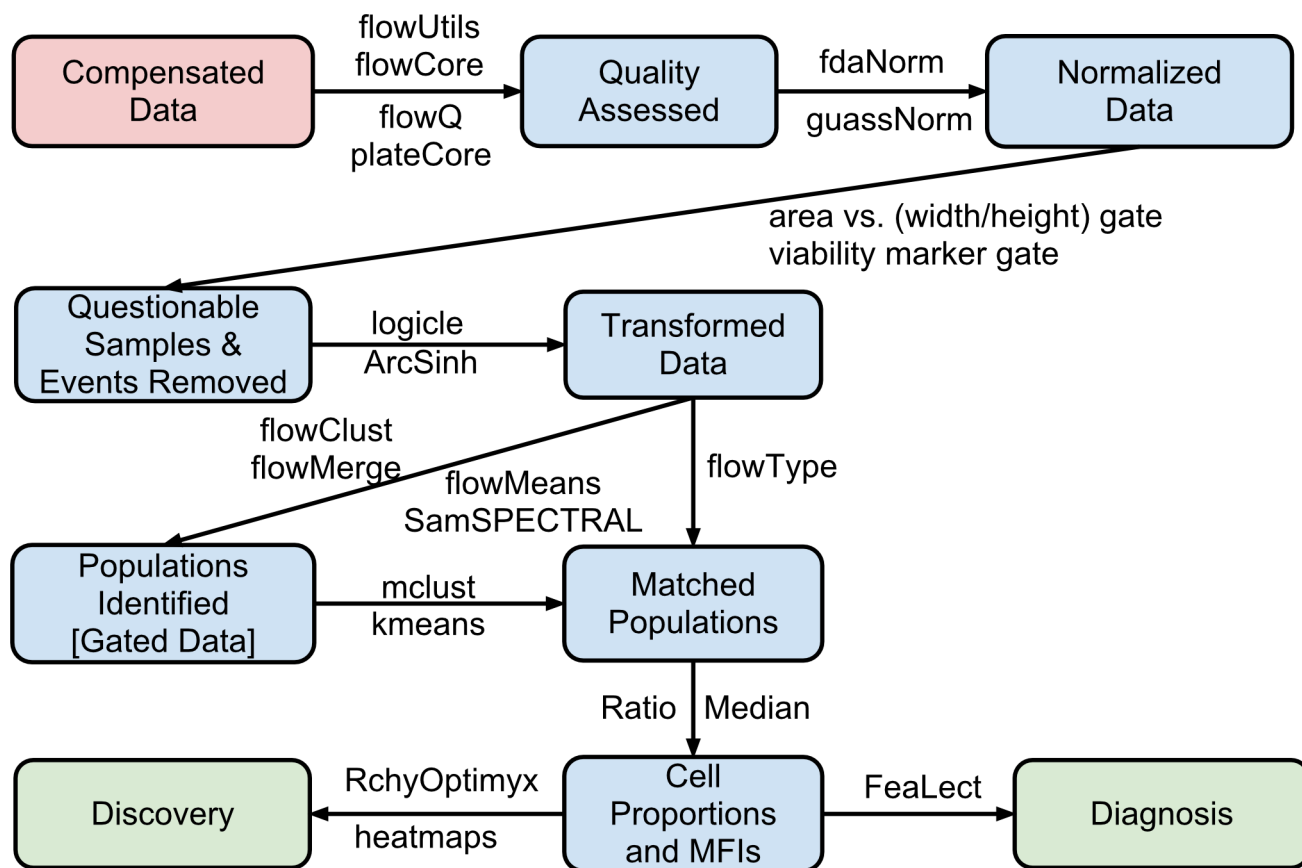 Compensated
Data
flowUtils
flowCore
flowQ
plateCore
Quality
Assessed
fdaNorm
guassNorm
Normalized
Data
area vs. (width/height) gate
viability marker gate
Questionable
Samples &
Events Removed
logicle
ArcSinh
Transformed
Data
flowClust
flowMerge
flowMeans
SamSPECTRAL
flowType
Populations
Identified
[Gated Data]
mclust
kmeans
Matched
Populations
Ratio
Median
Discovery
RchyOptimyx
heatmaps
Cell
Proportions
and MFIs
FeaLect
Diagnosis